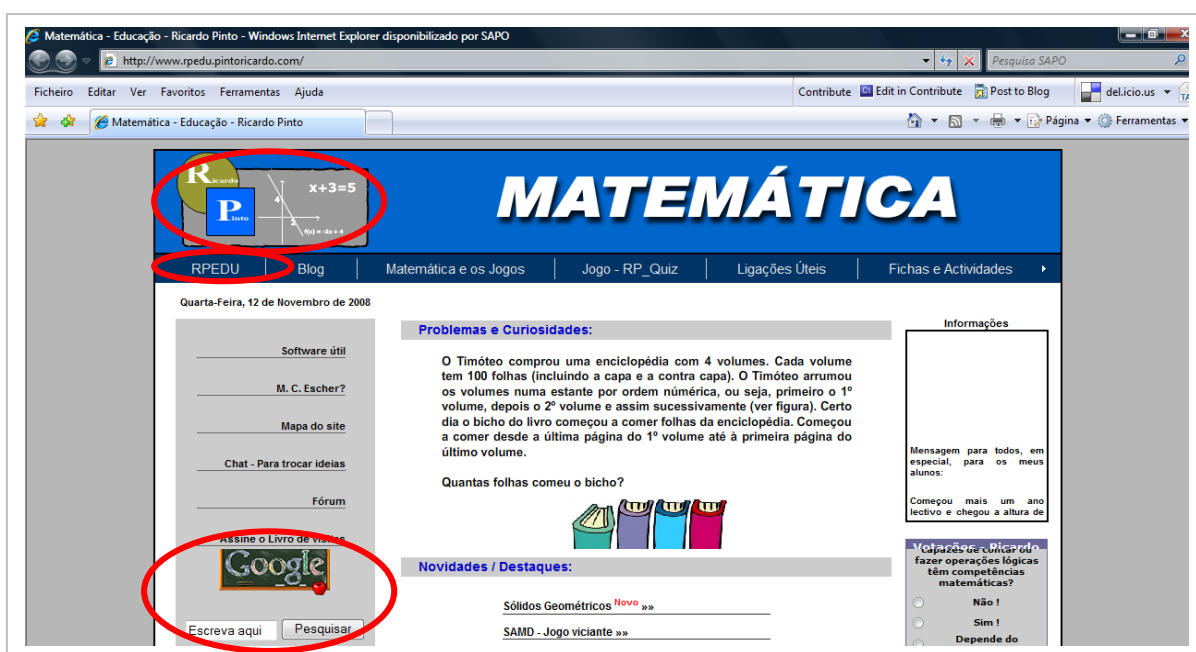 Matemática - Educação - Ricardo Pinto - Windows Internet Explorer disponibilizado por SAPO
http://www.rpedu.pintoricardo.com/
Pesquisa SAPO
Ficheiro Editar Ver Favoritos Ferramentas Ajuda
Contribute Edit in Contribute Post to Blog del.icio.us TA
Matemática - Educação - Ricardo Pinto
Página Ferramentas
Ricardo
Pinto
x+3=5
4
2
f(x) = -2x + 4
MATEMÁTICA
RPEDU Blog Matemática e os Jogos Jogo - RP_Quiz Ligações Úteis Fichas e Actividades
Quarta-Feira, 12 de Novembro de 2008
Software útil
M. C. Escher?
Mapa do site
Chat - Para trocar ideias
Fórum
Assine o Livro de visitas
Google
Escreva aqui Pesquisar
Problemas e Curiosidades:
O Timóteo comprou uma enciclopédia com 4 volumes. Cada volume
tem 100 folhas (incluindo a capa e a contra capa). O Timóteo arrumou
os volumes numa estante por ordem númérica, ou seja, primeiro o 1º
volume, depois o 2º volume e assim sucessivamente (ver figura). Certo
dia o bicho do livro começou a comer folhas da enciclopédia. Começou
a comer desde a última página do 1º volume até à primeira página do
último volume.
Quantas folhas comeu o bicho?
Novidades / Destaques:
Sólidos Geométricos Novo »»
SAMD - Jogo viciante »»
Informações
Mensagem para todos, em
especial, para os meus
alunos:
Começou mais um ano
lectivo e chegou a altura de
Votações - Ricardo
capazes de contar ou
fazer operações lógicas
têm competências
matemáticas?
Não !
Sim !
Depende do